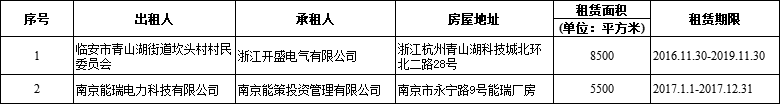 序号 出租人 承租人 房屋地址 租赁面积 (单位：平方米) 租赁期限
1 临安市青山湖街道坎头村村民委员会 浙江开盛电气有限公司 浙江杭州青山湖科技城北环北二路28号 8500 2016.11.30-2019.11.30
2 南京能瑞电力科技有限公司 南京能策投资管理有限公司 南京市永宁路9号能瑞厂房 5500 2017.1.1-2017.12.31